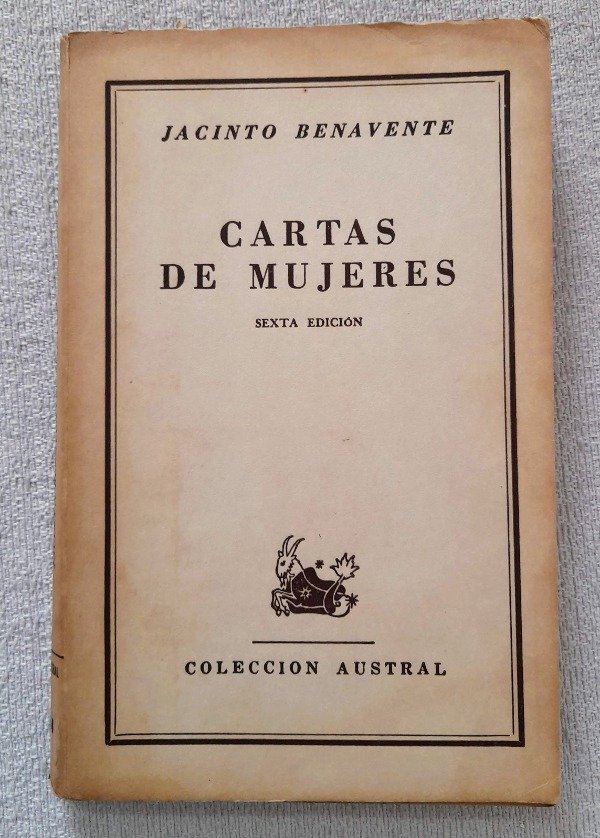 JACINTO BENAVENTE
CARTAS
DE MUJERES
SEXTA EDICIÓN
COLECCION AUSTRAL